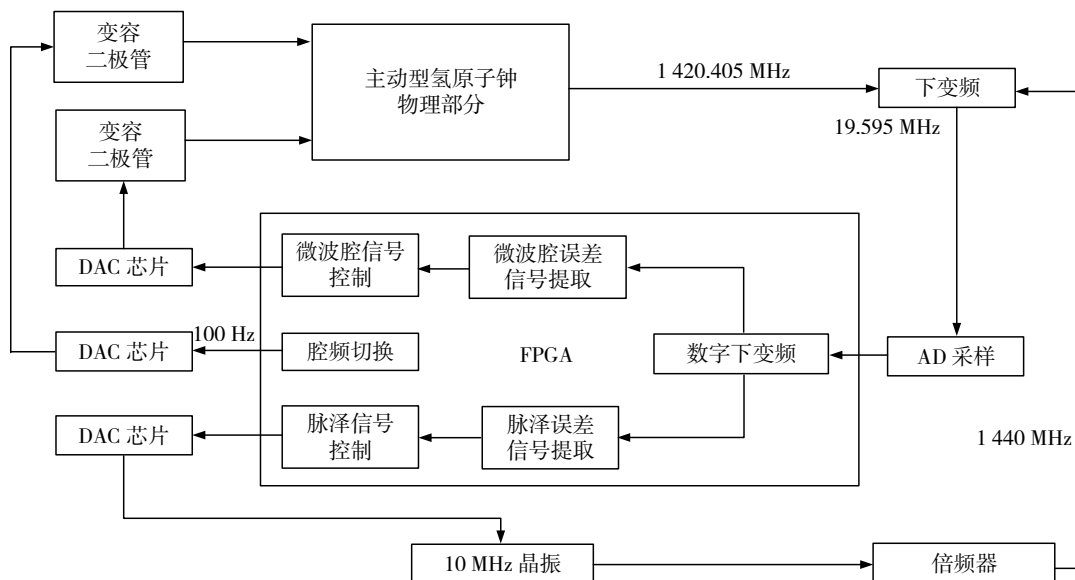 变容
二极管
主动型氢原子钟
物理部分
1 420.405 MHz
下变频
19.595 MHz
变容
二极管
DAC 芯片
微波腔信号
控制
微波腔误差
信号提取
DAC 芯片
100 Hz
腔频切换
FPGA
数字下变频
AD 采样
DAC 芯片
脉泽信号
控制
脉泽误差
信号提取
1 440 MHz
10 MHz 晶振
倍频器